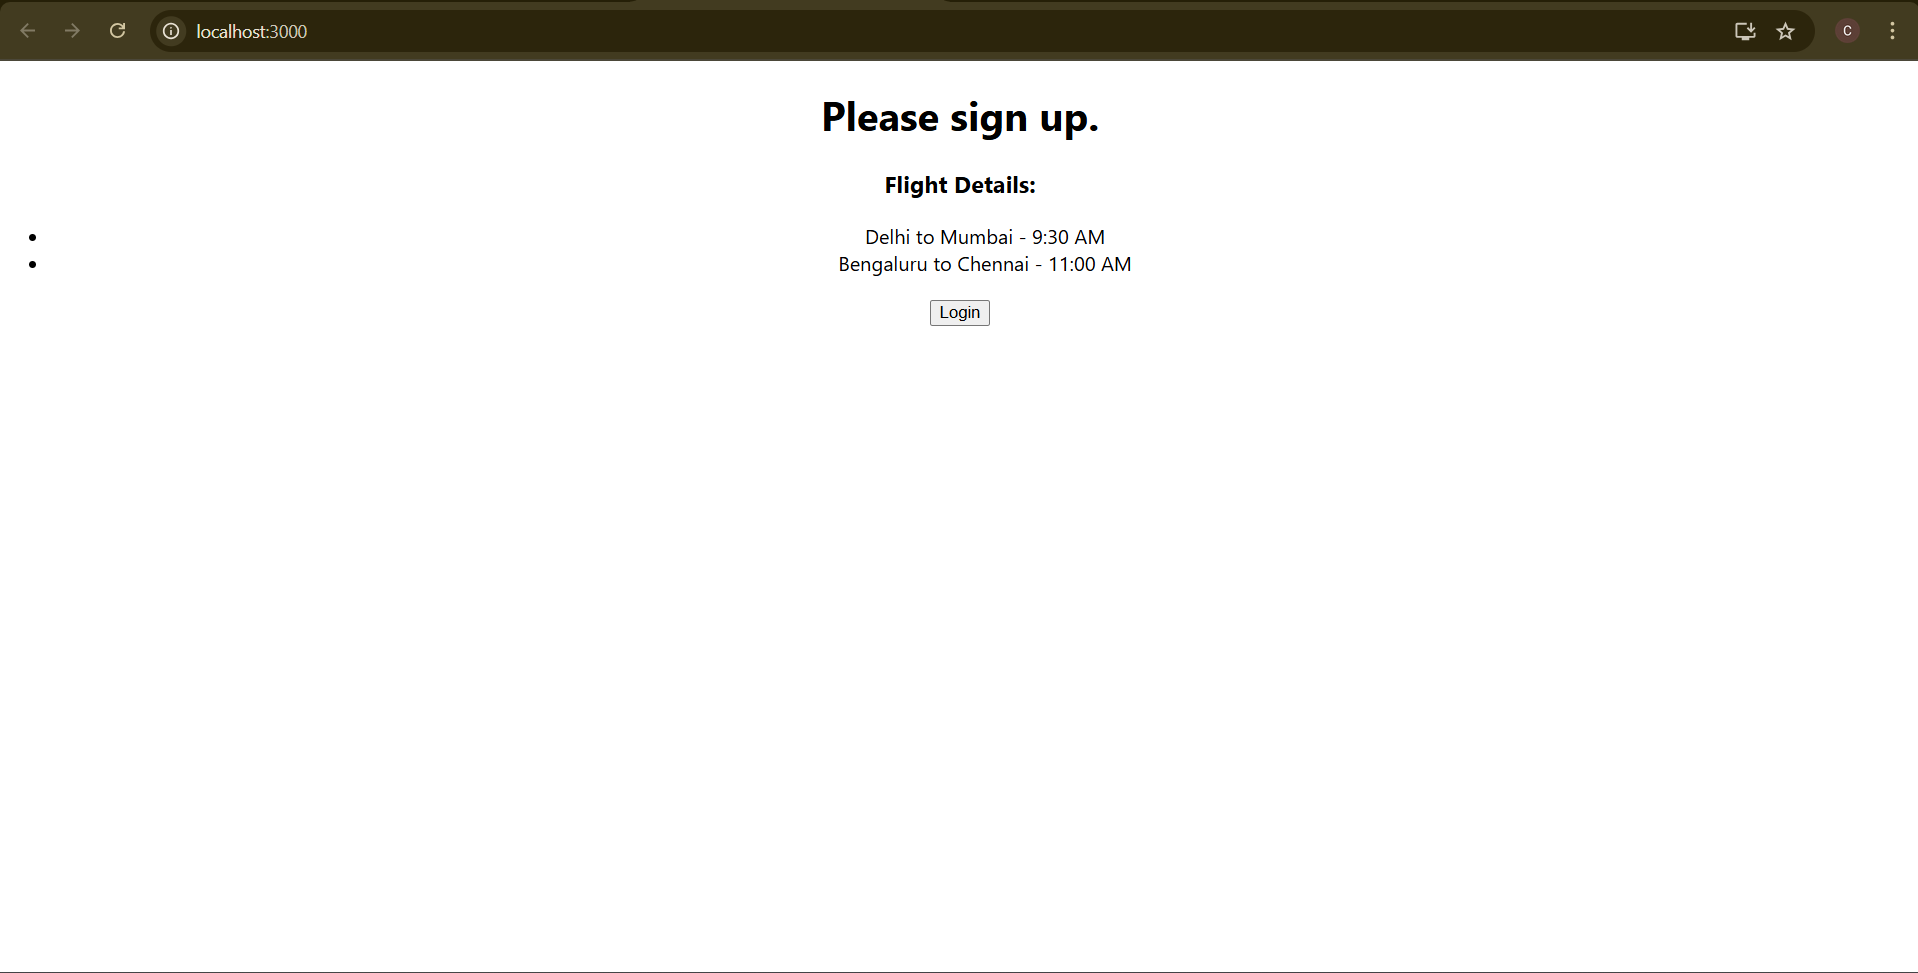 localhost:3000
C
Please sign up.
Flight Details:
Delhi to Mumbai - 9:30 AM
Bengaluru to Chennai - 11:00 AM
Login